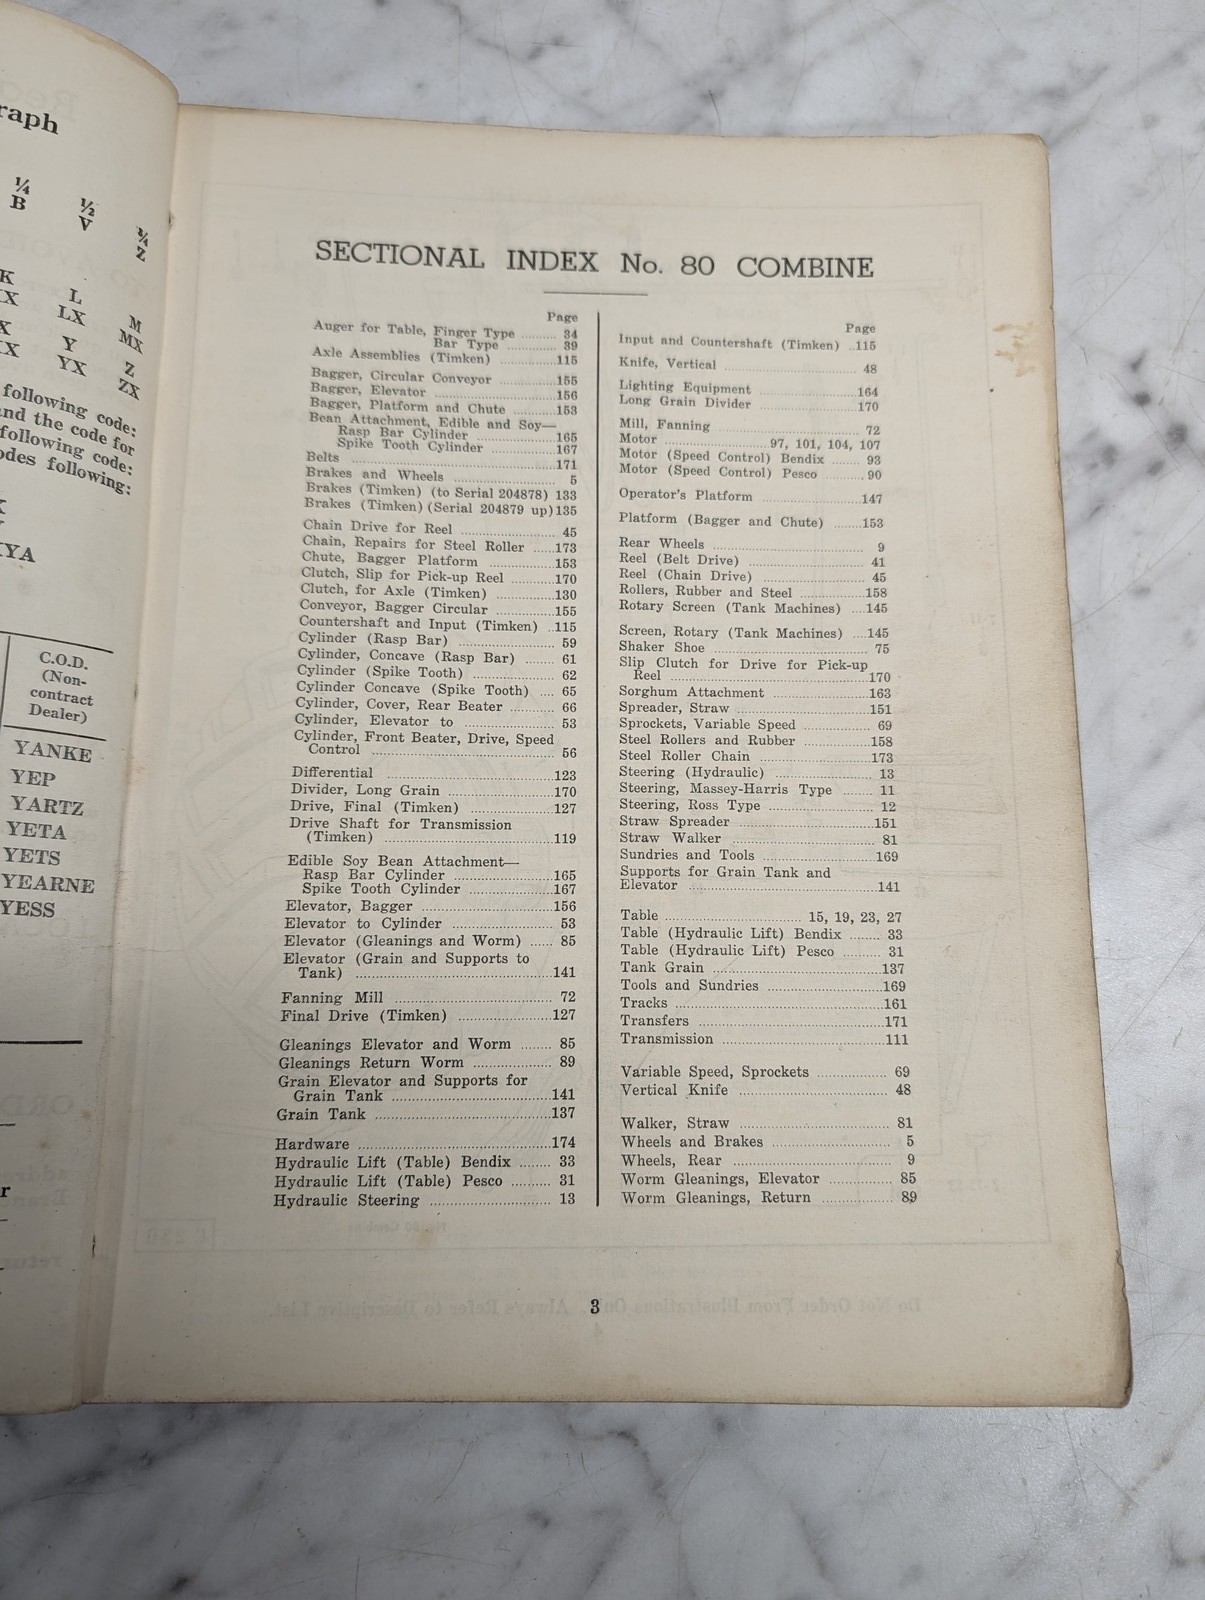 raph
¼ ½ ¾
B V Z
K L M
X LX MX
X Y Z
X YX ZX
following code:
nd the code for
following code:
odes following:
YA
C.O.D.
(Non-
contract
Dealer)
YANKE
YEP
YARTZ
YETA
YETS
YEARNE
YESS
SECTIONAL INDEX No. 80 COMBINE
Page
Auger for Table, Finger Type 34
Bar Type 39
Axle Assemblies (Timken) 115
Bagger, Circular Conveyor 155
Bagger, Elevator 156
Bagger, Platform and Chute 153
Bean Attachment, Edible and Soy—
Rasp Bar Cylinder 165
Spike Tooth Cylinder 167
Belts 171
Brakes and Wheels 5
Brakes (Timken) (to Serial 204878) 133
Brakes (Timken) (Serial 204879 up) 135
Chain Drive for Reel 45
Chain, Repairs for Steel Roller 173
Chute, Bagger Platform 153
Clutch, Slip for Pick-up Reel 170
Clutch, for Axle (Timken) 130
Conveyor, Bagger Circular 155
Countershaft and Input (Timken) 115
Cylinder (Rasp Bar) 59
Cylinder, Concave (Rasp Bar) 61
Cylinder (Spike Tooth) 62
Cylinder Concave (Spike Tooth) 65
Cylinder, Cover, Rear Beater 66
Cylinder, Elevator to 53
Cylinder, Front Beater, Drive, Speed
Control 56
Differential 123
Divider, Long Grain 170
Drive, Final (Timken) 127
Drive Shaft for Transmission
(Timken) 119
Edible Soy Bean Attachment—
Rasp Bar Cylinder 165
Spike Tooth Cylinder 167
Elevator, Bagger 156
Elevator to Cylinder 53
Elevator (Gleanings and Worm) 85
Elevator (Grain and Supports to
Tank) 141
Fanning Mill 72
Final Drive (Timken) 127
Gleanings Elevator and Worm 85
Gleanings Return Worm 89
Grain Elevator and Supports for
Grain Tank 141
Grain Tank 137
Hardware 174
Hydraulic Lift (Table) Bendix 33
Hydraulic Lift (Table) Pesco 31
Hydraulic Steering 13
Page
Input and Countershaft (Timken) 115
Knife, Vertical 48
Lighting Equipment 164
Long Grain Divider 170
Mill, Fanning 72
Motor 97, 101, 104, 107
Motor (Speed Control) Bendix 93
Motor (Speed Control) Pesco 90
Operator's Platform 147
Platform (Bagger and Chute) 153
Rear Wheels 9
Reel (Belt Drive) 41
Reel (Chain Drive) 45
Rollers, Rubber and Steel 158
Rotary Screen (Tank Machines) 145
Screen, Rotary (Tank Machines) 145
Shaker Shoe 75
Slip Clutch for Drive for Pick-up
Reel 170
Sorghum Attachment 163
Spreader, Straw 151
Sprockets, Variable Speed 69
Steel Rollers and Rubber 158
Steel Roller Chain 173
Steering (Hydraulic) 13
Steering, Massey-Harris Type 11
Steering, Ross Type 12
Straw Spreader 151
Straw Walker 81
Sundries and Tools 169
Supports for Grain Tank and
Elevator 141
Table 15, 19, 23, 27
Table (Hydraulic Lift) Bendix 33
Table (Hydraulic Lift) Pesco 31
Tank Grain 137
Tools and Sundries 169
Tracks 161
Transfers 171
Transmission 111
Variable Speed, Sprockets 69
Vertical Knife 48
Walker, Straw 81
Wheels and Brakes 5
Wheels, Rear 9
Worm Gleanings, Elevator 85
Worm Gleanings, Return 89
3